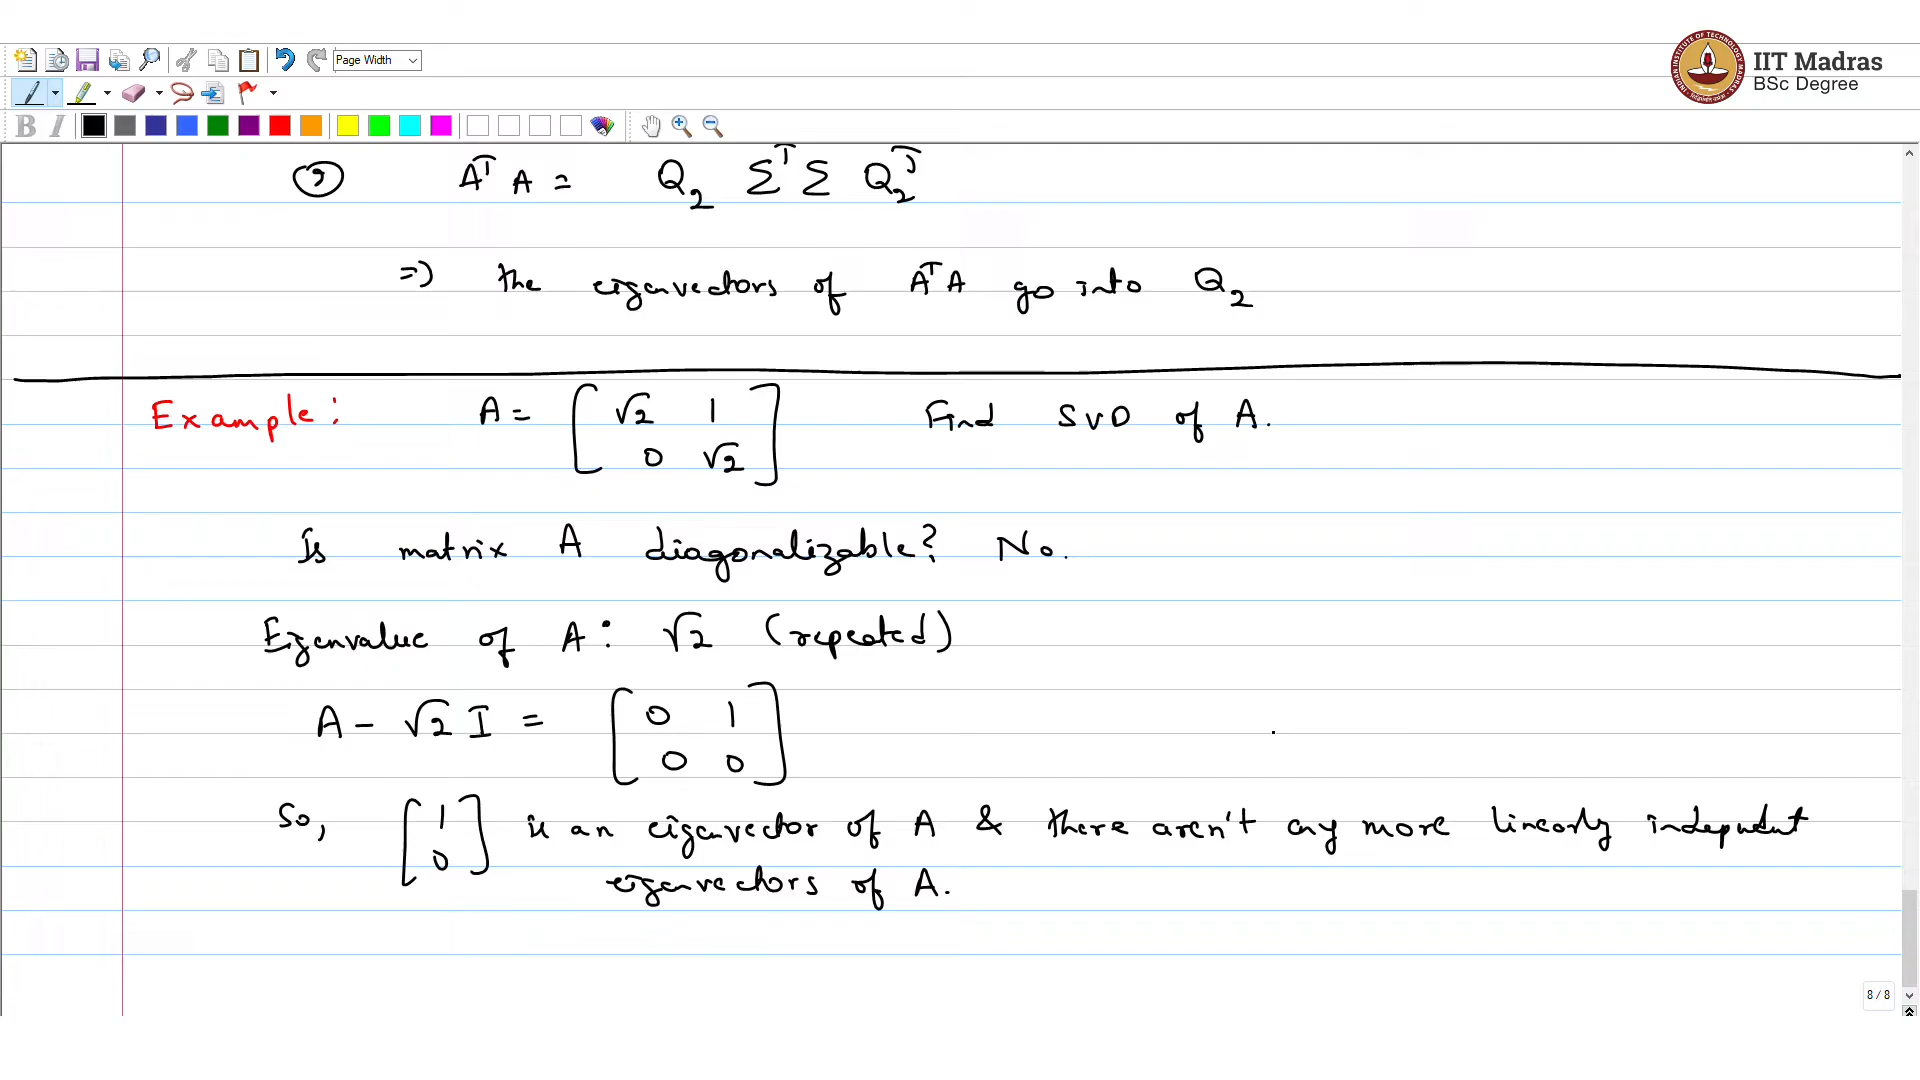 Page Width
IIT Madras
BSc Degree
B I
② AᵀA = Q₂ ΣᵀΣ Q₂ᵀ
⇒ the eigenvectors of AᵀA go into Q₂
Example: A = [√2 1; 0 √2] Find SVD of A.
Is matrix A diagonalizable? No.
Eigenvalue of A: √2 (repeated)
A - √2 I = [0 1; 0 0]
So, [1; 0] is an eigenvector of A & there aren't any more linearly independent
eigenvectors of A.
8 / 8